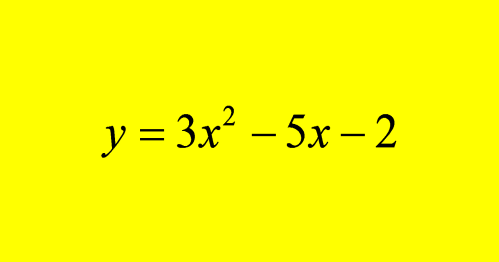 y = 3x² – 5x – 2